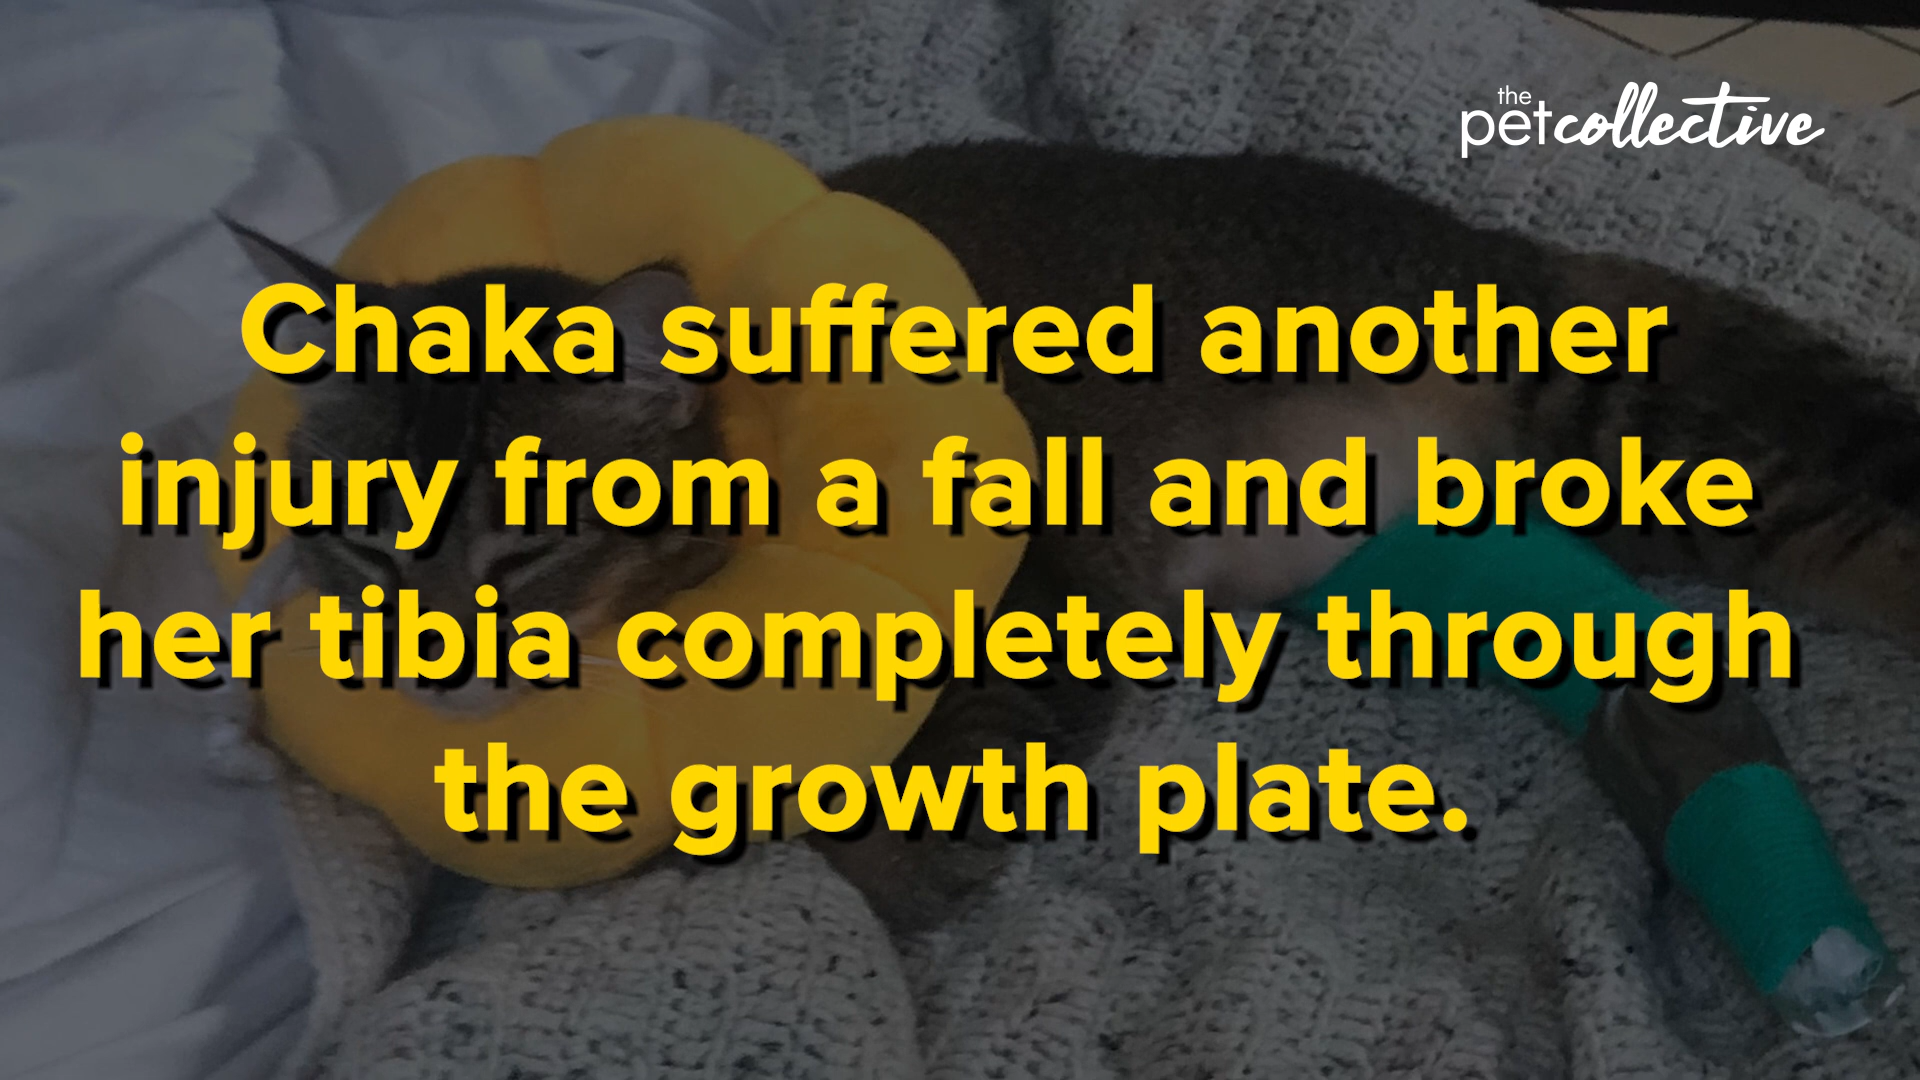 the
petcollective
Chaka suffered another
injury from a fall and broke
her tibia completely through
the growth plate.